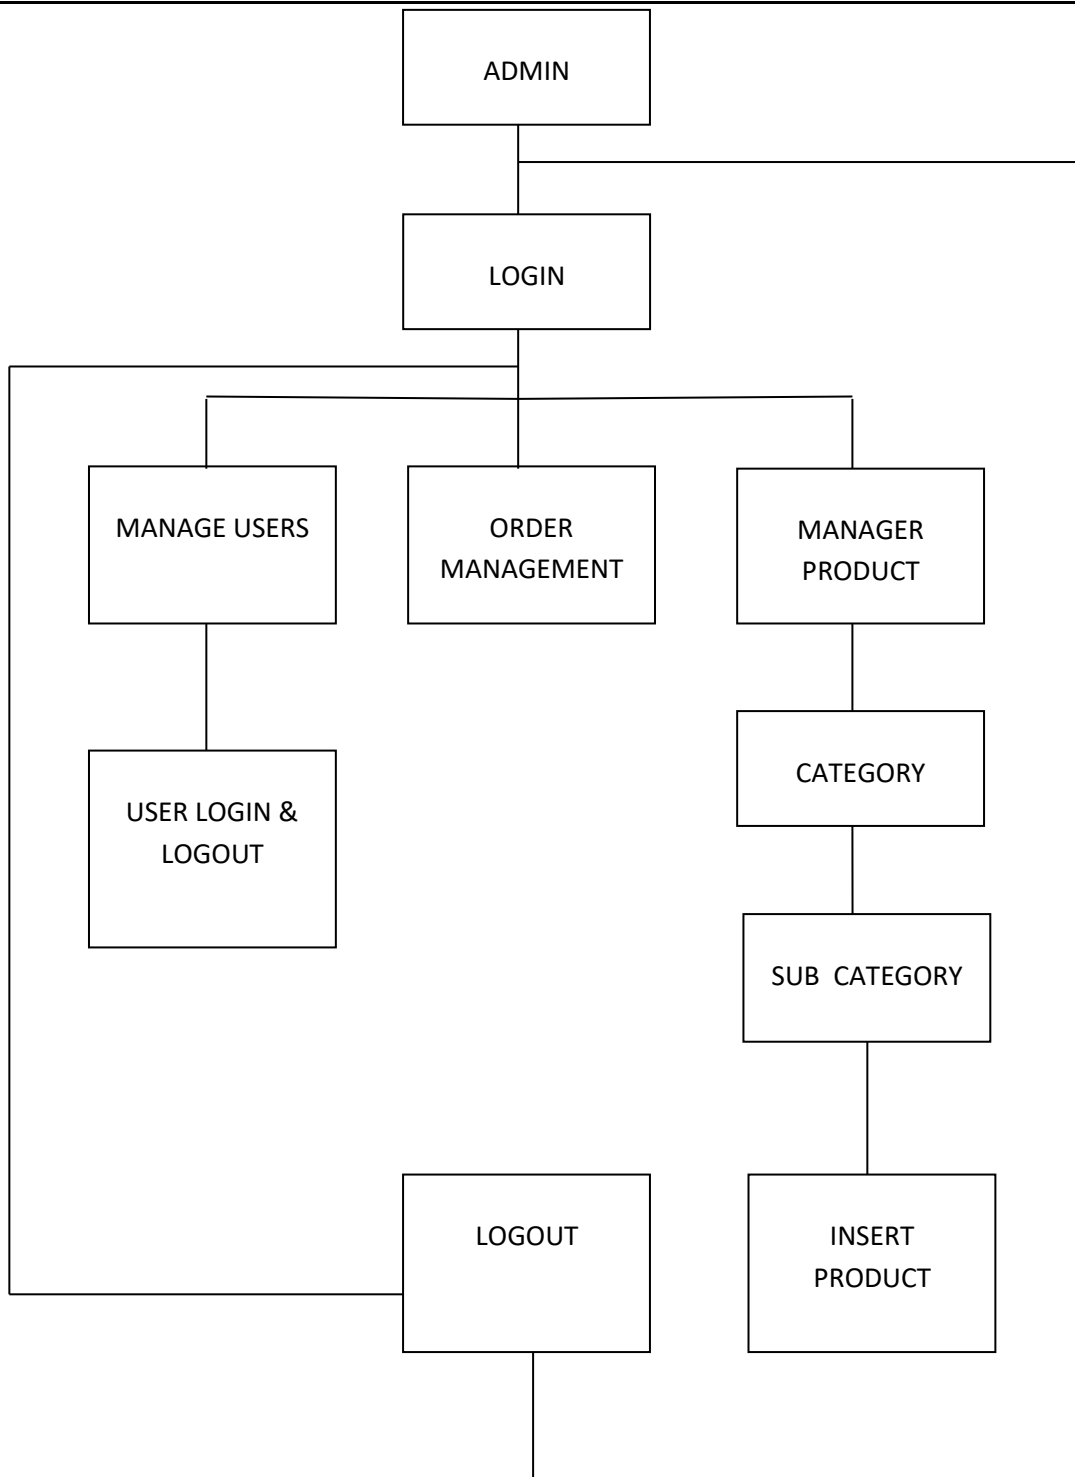 ADMIN
LOGIN
MANAGE USERS
ORDER
MANAGEMENT
MANAGER
PRODUCT
CATEGORY
USER LOGIN &
LOGOUT
SUB  CATEGORY
LOGOUT
INSERT
PRODUCT